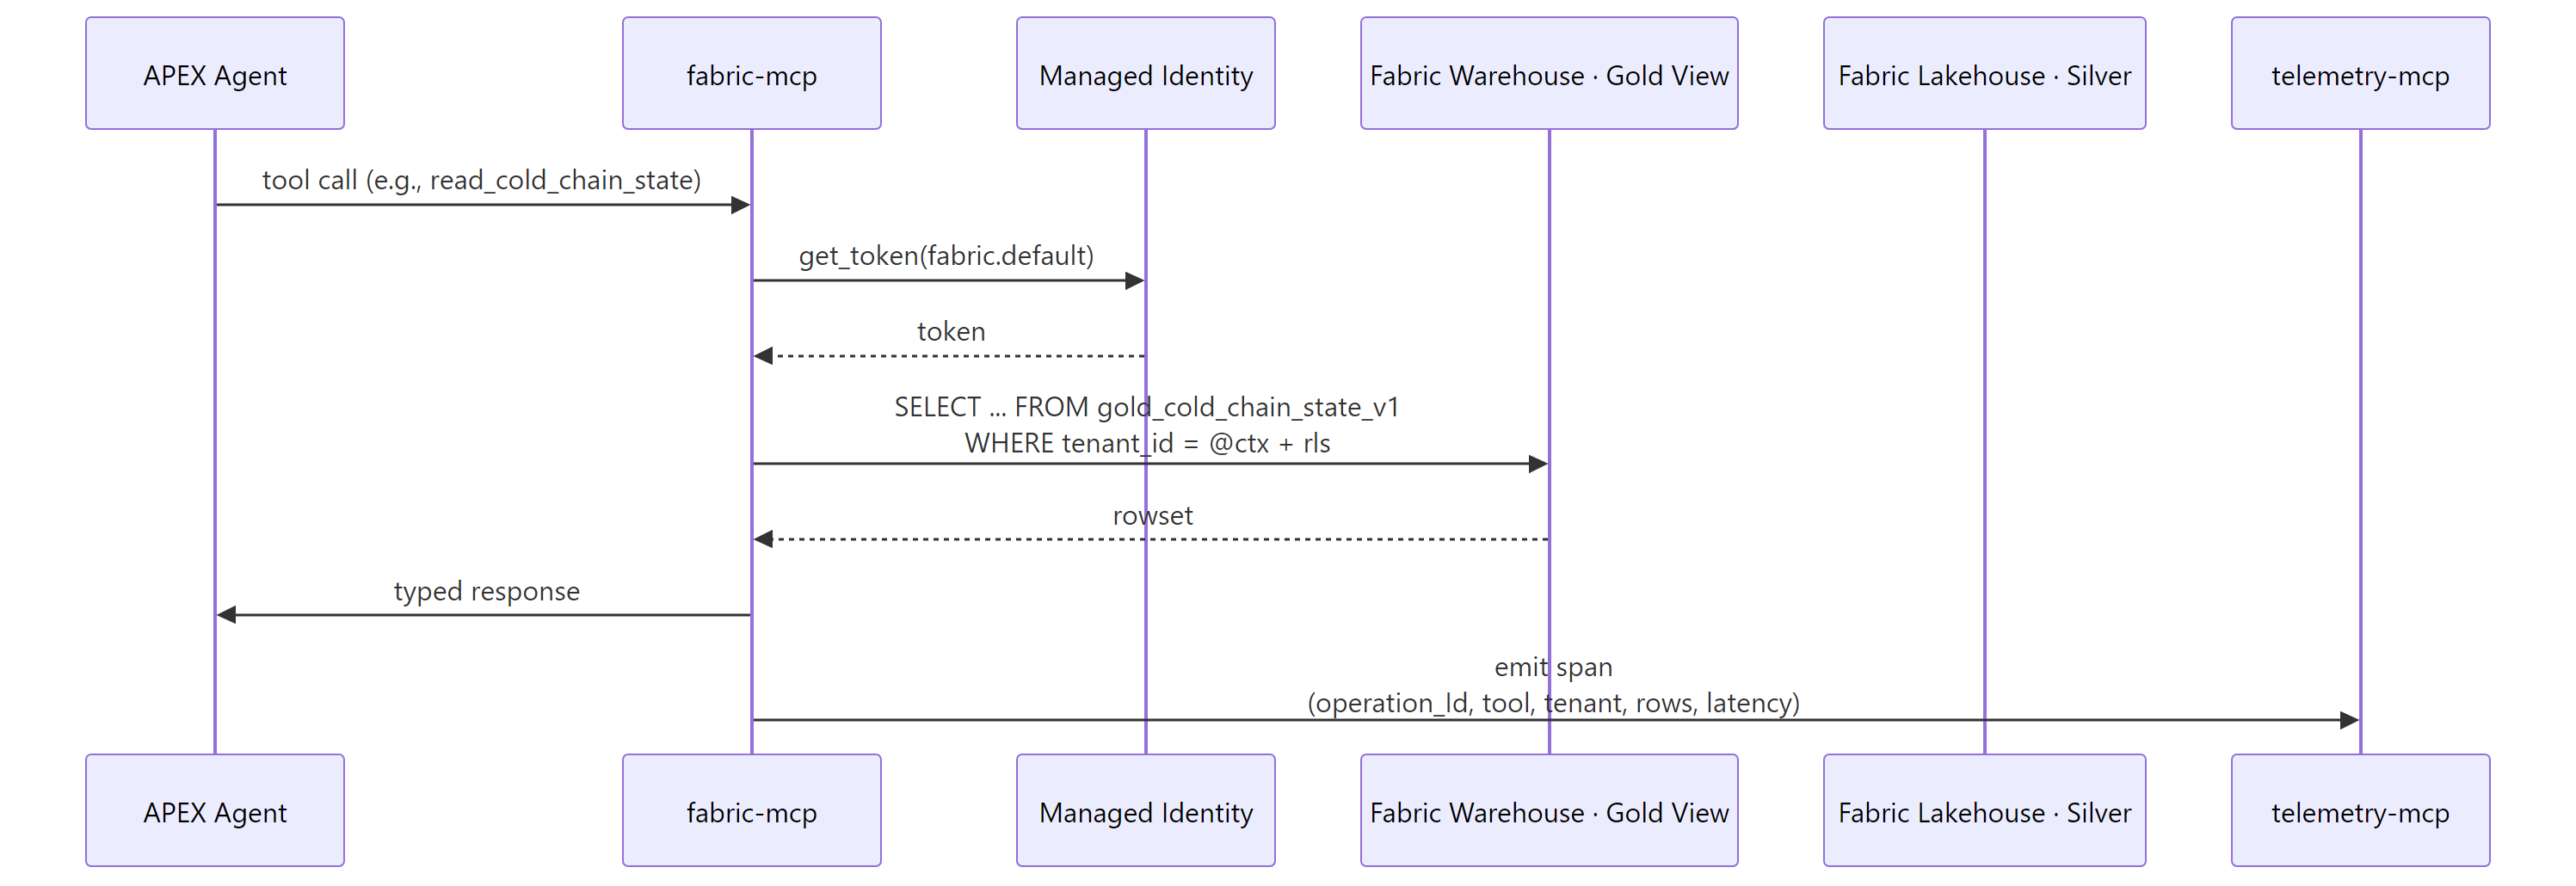 APEX Agent
fabric-mcp
Managed Identity
Fabric Warehouse · Gold View
Fabric Lakehouse · Silver
telemetry-mcp
tool call (e.g., read_cold_chain_state)
get_token(fabric.default)
token
SELECT ... FROM gold_cold_chain_state_v1
WHERE tenant_id = @ctx + rls
rowset
typed response
emit span
(operation_Id, tool, tenant, rows, latency)
APEX Agent
fabric-mcp
Managed Identity
Fabric Warehouse · Gold View
Fabric Lakehouse · Silver
telemetry-mcp